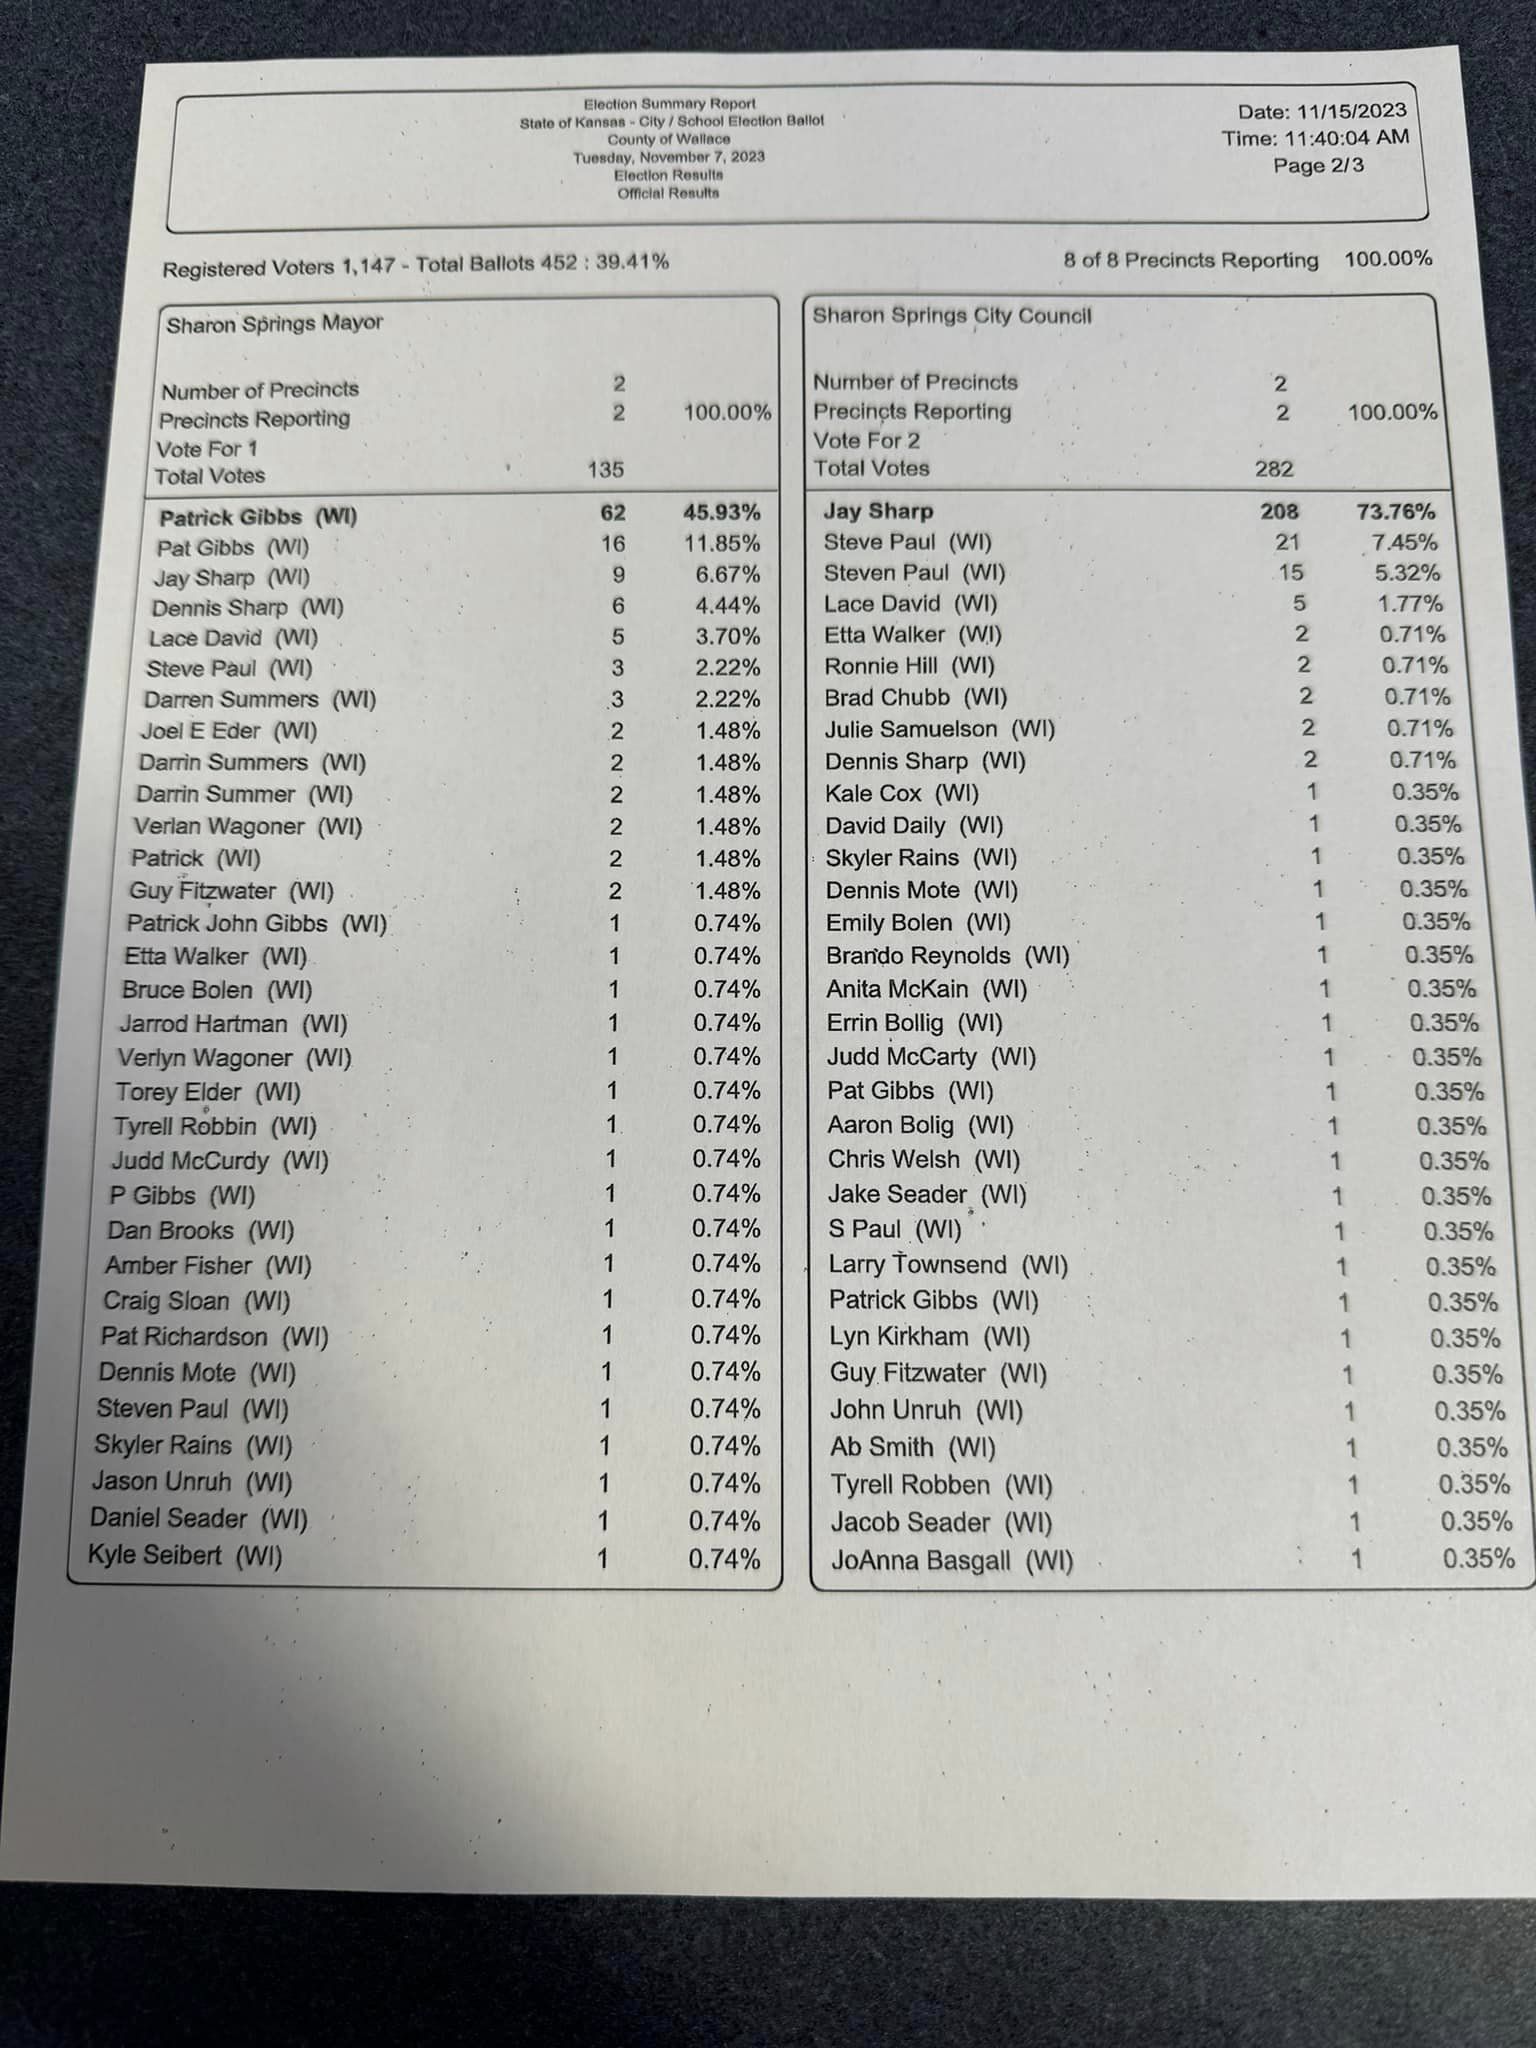 Election Summary Report
State of Kansas - City / School Election Ballot
County of Wallace
Tuesday, November 7, 2023
Election Results
Official Results
Date: 11/15/2023
Time: 11:40:04 AM
Page 2/3
Registered Voters 1,147 - Total Ballots 452 : 39.41%
8 of 8 Precincts Reporting 100.00%
Sharon Springs Mayor
Number of Precincts 2
Precincts Reporting 2 100.00%
Vote For 1
Total Votes 135
Patrick Gibbs (WI) 62 45.93%
Pat Gibbs (WI) 16 11.85%
Jay Sharp (WI) 9 6.67%
Dennis Sharp (WI) 6 4.44%
Lace David (WI) 5 3.70%
Steve Paul (WI) 3 2.22%
Darren Summers (WI) 3 2.22%
Joel E Eder (WI) 2 1.48%
Darrin Summers (WI) 2 1.48%
Darrin Summer (WI) 2 1.48%
Verlan Wagoner (WI) 2 1.48%
Patrick (WI) 2 1.48%
Guy Fitzwater (WI) 2 1.48%
Patrick John Gibbs (WI) 1 0.74%
Etta Walker (WI) 1 0.74%
Bruce Bolen (WI) 1 0.74%
Jarrod Hartman (WI) 1 0.74%
Verlyn Wagoner (WI) 1 0.74%
Torey Elder (WI) 1 0.74%
Tyrell Robbin (WI) 1 0.74%
Judd McCurdy (WI) 1 0.74%
P Gibbs (WI) 1 0.74%
Dan Brooks (WI) 1 0.74%
Amber Fisher (WI) 1 0.74%
Craig Sloan (WI) 1 0.74%
Pat Richardson (WI) 1 0.74%
Dennis Mote (WI) 1 0.74%
Steven Paul (WI) 1 0.74%
Skyler Rains (WI) 1 0.74%
Jason Unruh (WI) 1 0.74%
Daniel Seader (WI) 1 0.74%
Kyle Seibert (WI) 1 0.74%
Sharon Springs City Council
Number of Precincts 2
Precincts Reporting 2 100.00%
Vote For 2
Total Votes 282
Jay Sharp 208 73.76%
Steve Paul (WI) 21 7.45%
Steven Paul (WI) 15 5.32%
Lace David (WI) 5 1.77%
Etta Walker (WI) 2 0.71%
Ronnie Hill (WI) 2 0.71%
Brad Chubb (WI) 2 0.71%
Julie Samuelson (WI) 2 0.71%
Dennis Sharp (WI) 2 0.71%
Kale Cox (WI) 1 0.35%
David Daily (WI) 1 0.35%
Skyler Rains (WI) 1 0.35%
Dennis Mote (WI) 1 0.35%
Emily Bolen (WI) 1 0.35%
Brando Reynolds (WI) 1 0.35%
Anita McKain (WI) 1 0.35%
Errin Bollig (WI) 1 0.35%
Judd McCarty (WI) 1 0.35%
Pat Gibbs (WI) 1 0.35%
Aaron Bolig (WI) 1 0.35%
Chris Welsh (WI) 1 0.35%
Jake Seader (WI) 1 0.35%
S Paul (WI) 1 0.35%
Larry Townsend (WI) 1 0.35%
Patrick Gibbs (WI) 1 0.35%
Lyn Kirkham (WI) 1 0.35%
Guy Fitzwater (WI) 1 0.35%
John Unruh (WI) 1 0.35%
Ab Smith (WI) 1 0.35%
Tyrell Robben (WI) 1 0.35%
Jacob Seader (WI) 1 0.35%
JoAnna Basgall (WI) 1 0.35%